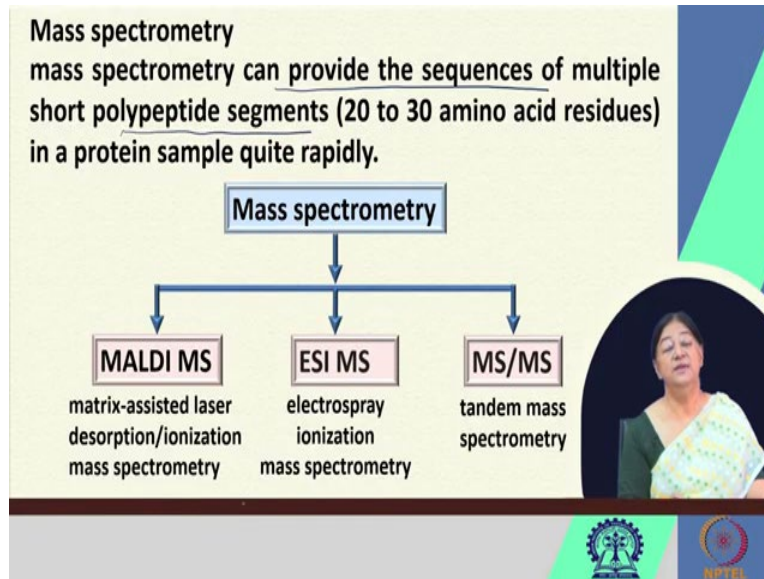 Mass spectrometry
mass spectrometry can provide the sequences of multiple
short polypeptide segments (20 to 30 amino acid residues)
in a protein sample quite rapidly.
Mass spectrometry
MALDI MS
matrix-assisted laser
desorption/ionization
mass spectrometry
ESI MS
electrospray
ionization
mass spectrometry
MS/MS
tandem mass
spectrometry
NPTEL